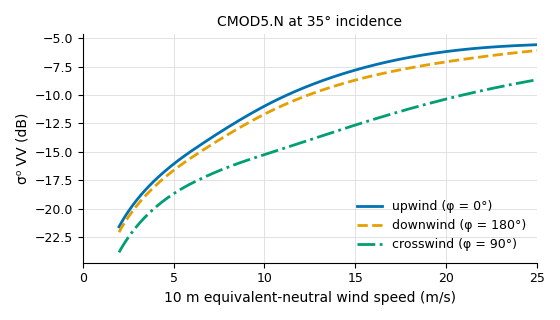 CMOD5.N at 35° incidence
σ⁰ VV (dB)
−5.0
−7.5
−10.0
−12.5
−15.0
−17.5
−20.0
−22.5
upwind (φ = 0°)
downwind (φ = 180°)
crosswind (φ = 90°)
0 5 10 15 20 25
10 m equivalent-neutral wind speed (m/s)